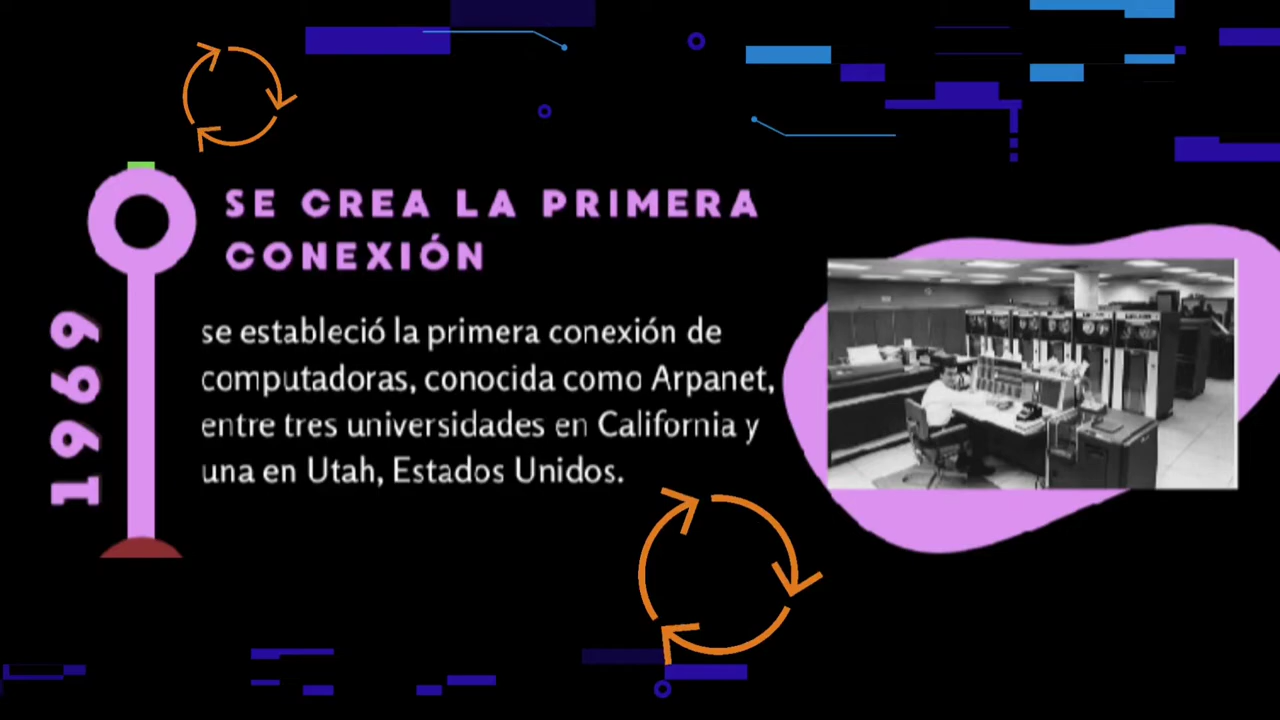 SE CREA LA PRIMERA
CONEXIÓN
1969
se estableció la primera conexión de
computadoras, conocida como Arpanet,
entre tres universidades en California y
una en Utah, Estados Unidos.